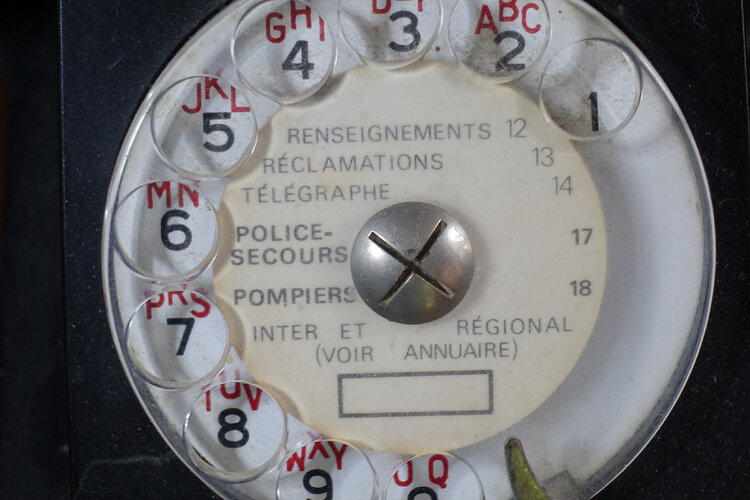 GHI
4
3
ABC
2
1
JKL
5
MN
6
PRS
7
TUV
8
WXY
9
O Q
0
RENSEIGNEMENTS 12
RÉCLAMATIONS 13
TÉLÉGRAPHE 14
POLICE-
SECOURS 17
POMPIERS 18
INTER ET RÉGIONAL
(VOIR ANNUAIRE)